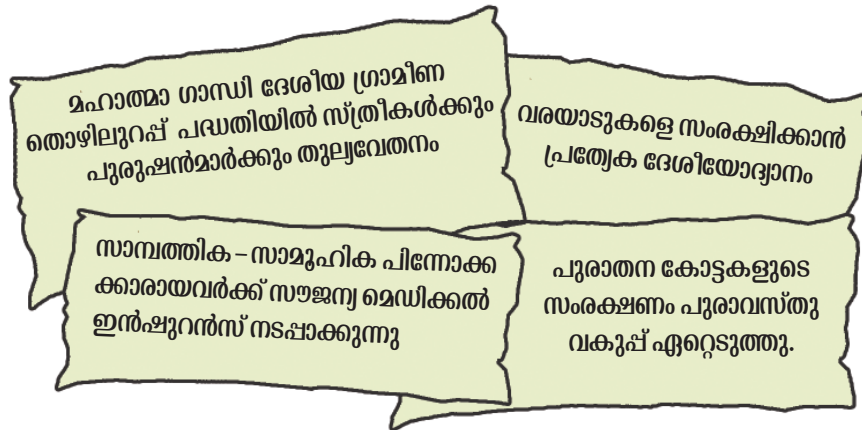 മഹാത്മാ ഗാന്ധി ദേശീയ ഗ്രാമീണ
തൊഴിലുറപ്പ് പദ്ധതിയിൽ സ്ത്രീകൾക്കും
പുരുഷൻമാർക്കും തുല്യവേതനം
വരയാടുകളെ സംരക്ഷിക്കാൻ
പ്രത്യേക ദേശീയോദ്യാനം
സാമ്പത്തിക – സാമൂഹിക പിന്നോക്ക
ക്കാരായവർക്ക് സൗജന്യ മെഡിക്കൽ
ഇൻഷുറൻസ് നടപ്പാക്കുന്നു
പുരാതന കോട്ടകളുടെ
സംരക്ഷണം പുരാവസ്തു
വകുപ്പ് ഏറ്റെടുത്തു.